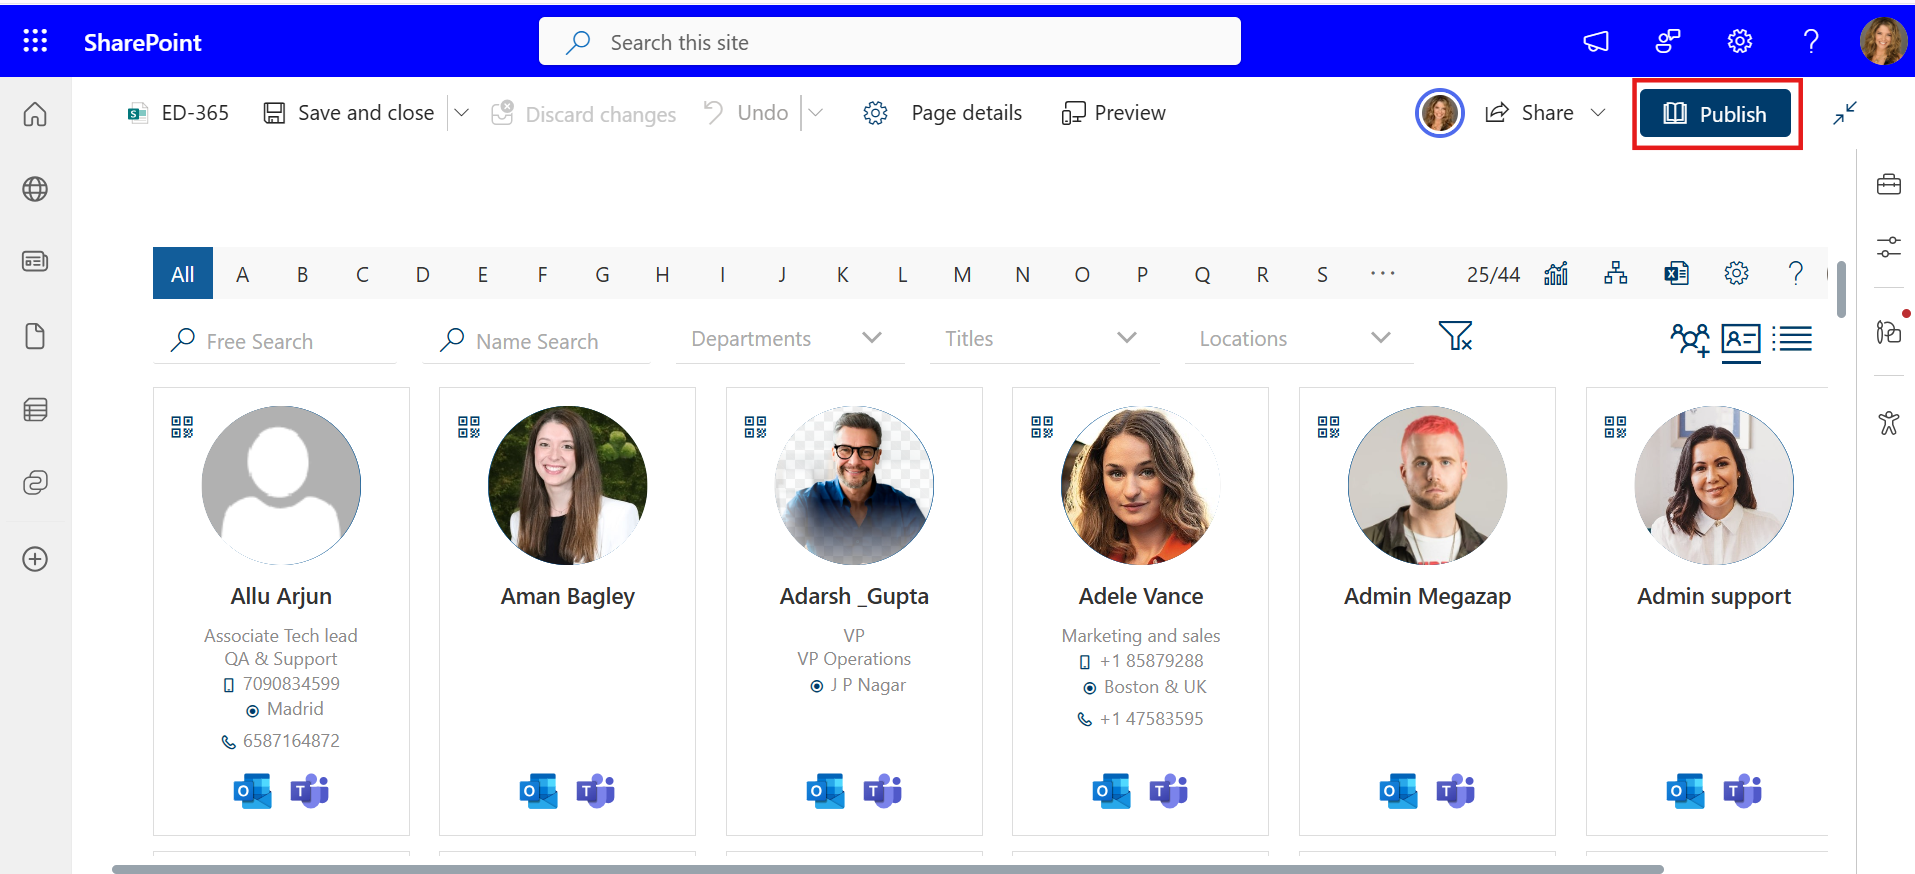 SharePoint
Search this site
ED-365
Save and close
Discard changes
Undo
Page details
Preview
Share
Publish
All A B C D E F G H I J K L M N O P Q R S ··· 25/44
Free Search
Name Search
Departments
Titles
Locations
Allu Arjun
Associate Tech lead
QA & Support
7090834599
Madrid
6587164872
Aman Bagley
Adarsh _Gupta
VP
VP Operations
J P Nagar
Adele Vance
Marketing and sales
+1 85879288
Boston & UK
+1 47583595
Admin Megazap
Admin support